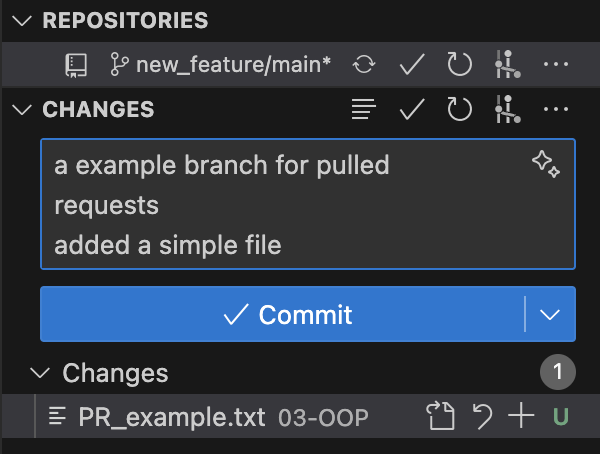 REPOSITORIES
new_feature/main*
CHANGES
a example branch for pulled
requests
added a simple file
Commit
Changes 1
PR_example.txt 03-OOP U